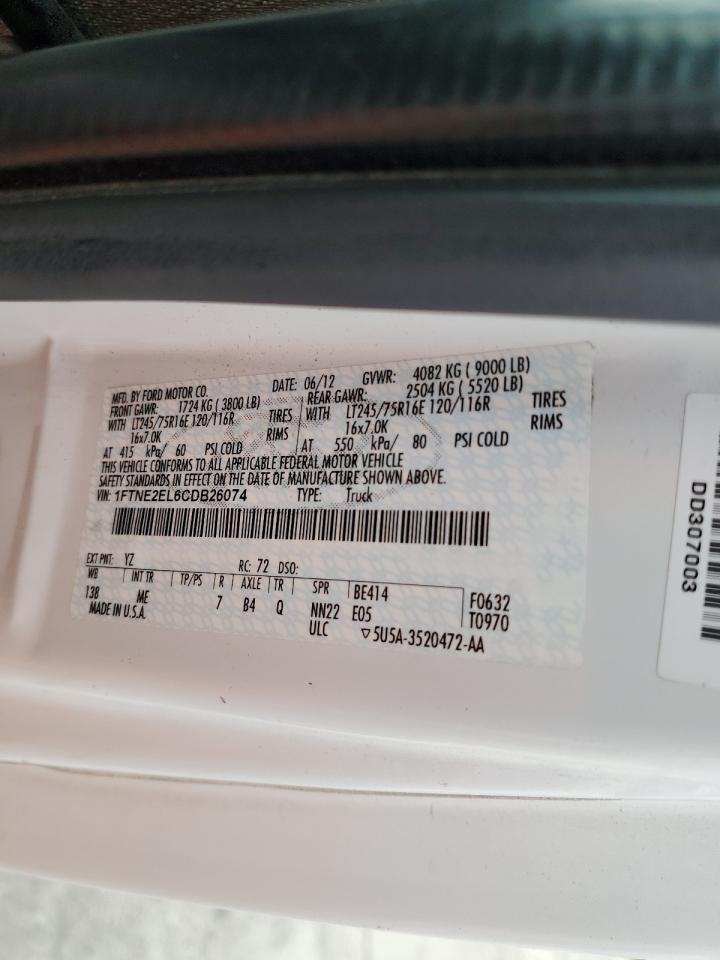 MFD. BY FORD MOTOR CO. DATE: 06/12 GVWR: 4082 KG ( 9000 LB)
FRONT GAWR: 1724 KG ( 3800 LB) REAR GAWR: 2504 KG ( 5520 LB)
WITH LT245/75R16E 120/116R TIRES WITH LT245/75R16E 120/116R TIRES
16x7.0K RIMS 16x7.0K RIMS
AT 415 kPa/ 60 PSI COLD AT 550 kPa/ 80 PSI COLD
THIS VEHICLE CONFORMS TO ALL APPLICABLE FEDERAL MOTOR VEHICLE
SAFETY STANDARDS IN EFFECT ON THE DATE OF MANUFACTURE SHOWN ABOVE.
VIN: 1FTNE2EL6CDB26074 TYPE: Truck
EXT PNT: YZ RC: 72 DSO:
WB INT TR TP/PS R AXLE TR SPR BE414 F0632
138 ME 7 B4 Q NN22 E05 T0970
MADE IN U.S.A. ULC ▽5U5A-3520472-AA
DD307003